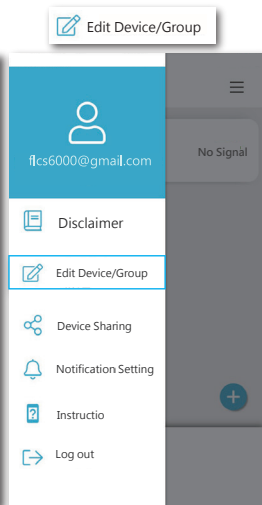 Edit Device/Group
flcs6000@gmail.com
No Signal
Disclaimer
Edit Device/Group
Device Sharing
Notification Setting
Instructio
Log out